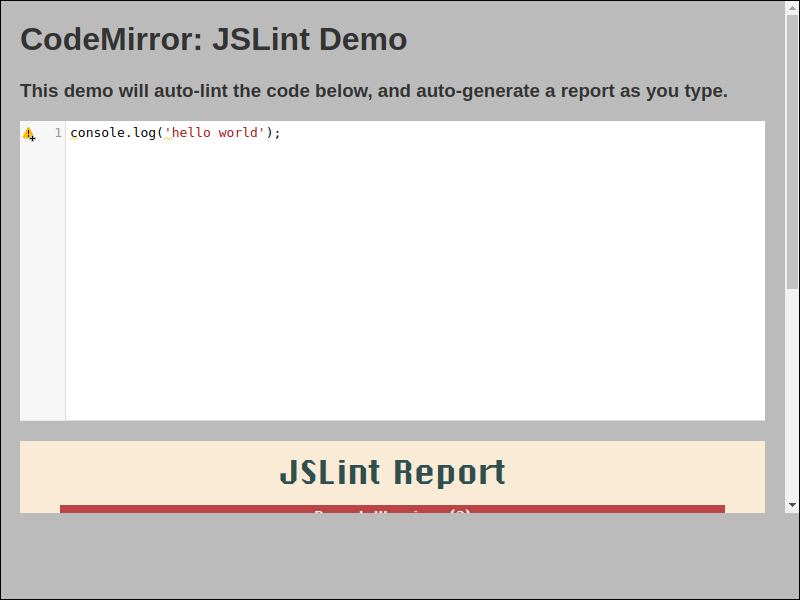 CodeMirror: JSLint Demo
This demo will auto-lint the code below, and auto-generate a report as you type.
1 console.log('hello world');
JSLint Report